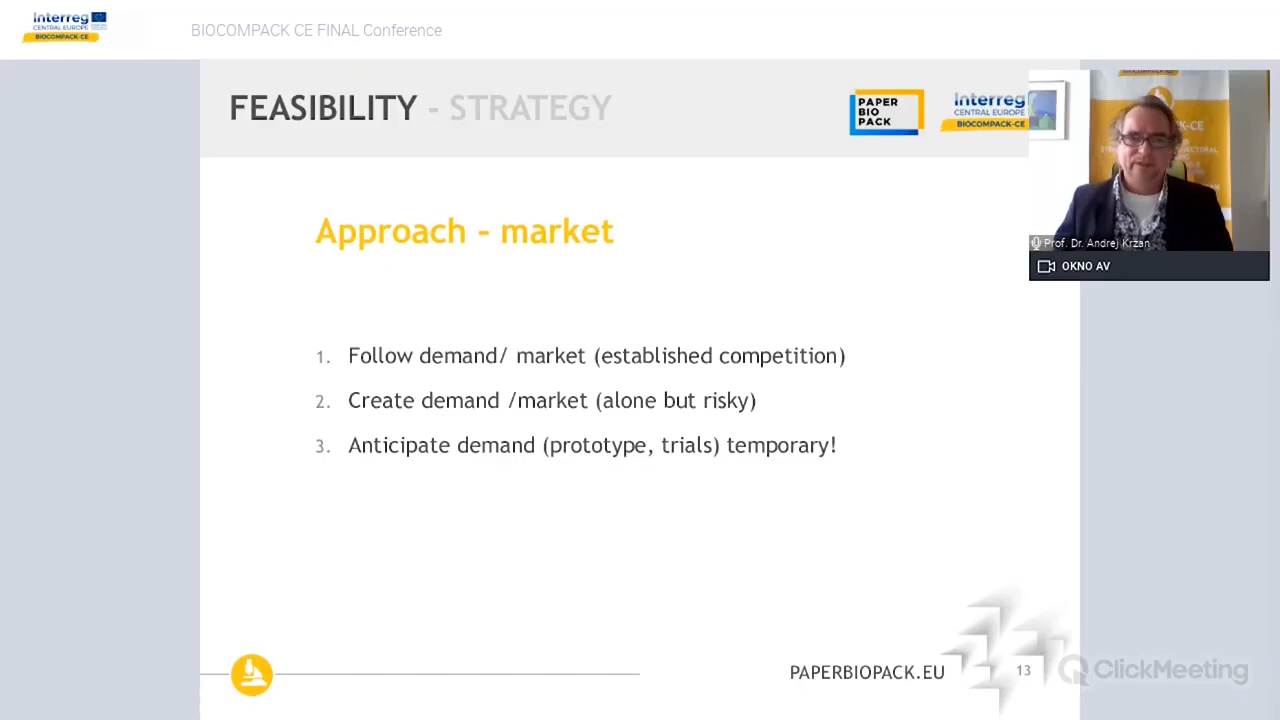 Interreg
CENTRAL EUROPE
BIOCOMPACK-CE
BIOCOMPACK CE FINAL Conference
FEASIBILITY - STRATEGY
PAPER
BIO
PACK
Interreg
CENTRAL EUROPE
BIOCOMPACK-CE
Prof. Dr. Andrej Kržan
OKNO AV
Approach - market
1. Follow demand/ market (established competition)
2. Create demand /market (alone but risky)
3. Anticipate demand (prototype, trials) temporary!
PAPERBIOPACK.EU
13
ClickMeeting